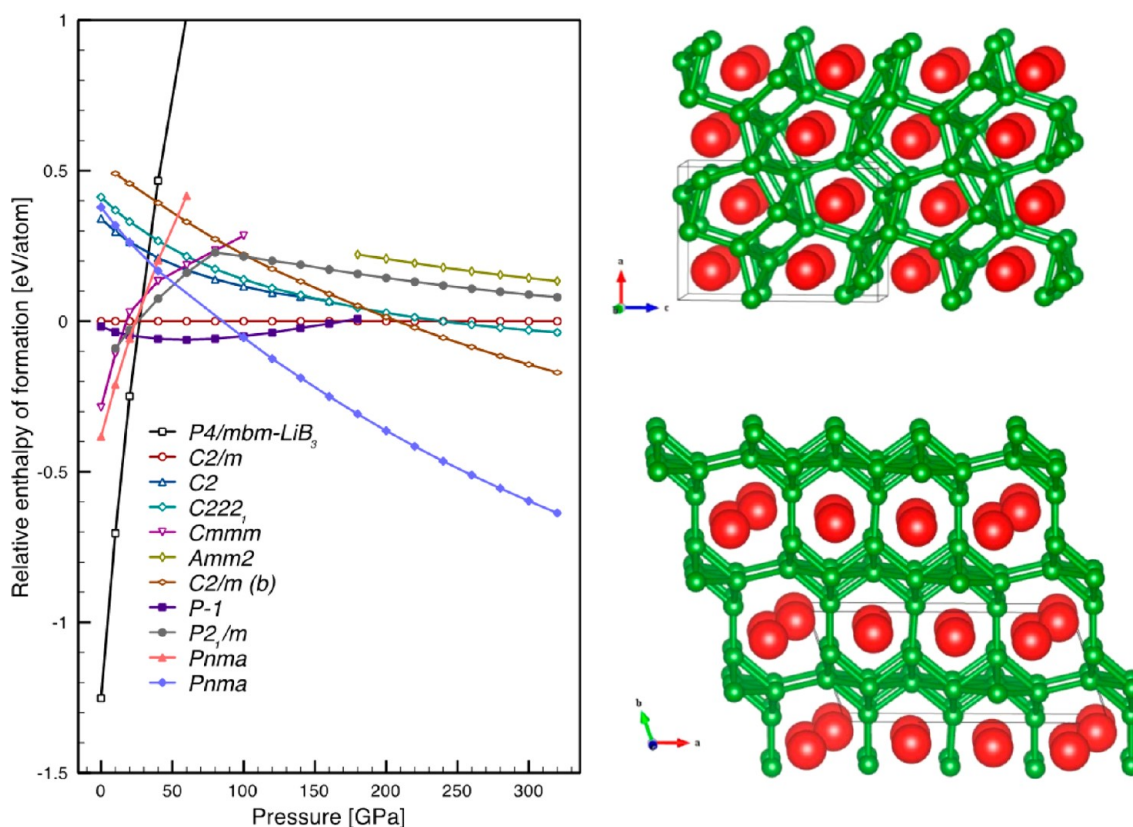 1
0.5
0
-0.5
-1
-1.5
Relative enthalpy of formation [eV/atom]
P4/mbm-LiB₃
C2/m
C2
C222₁
Cmmm
Amm2
C2/m (b)
P-1
P2₁/m
Pnma
Pnma
0 50 100 150 200 250 300
Pressure [GPa]
a
c
b
a